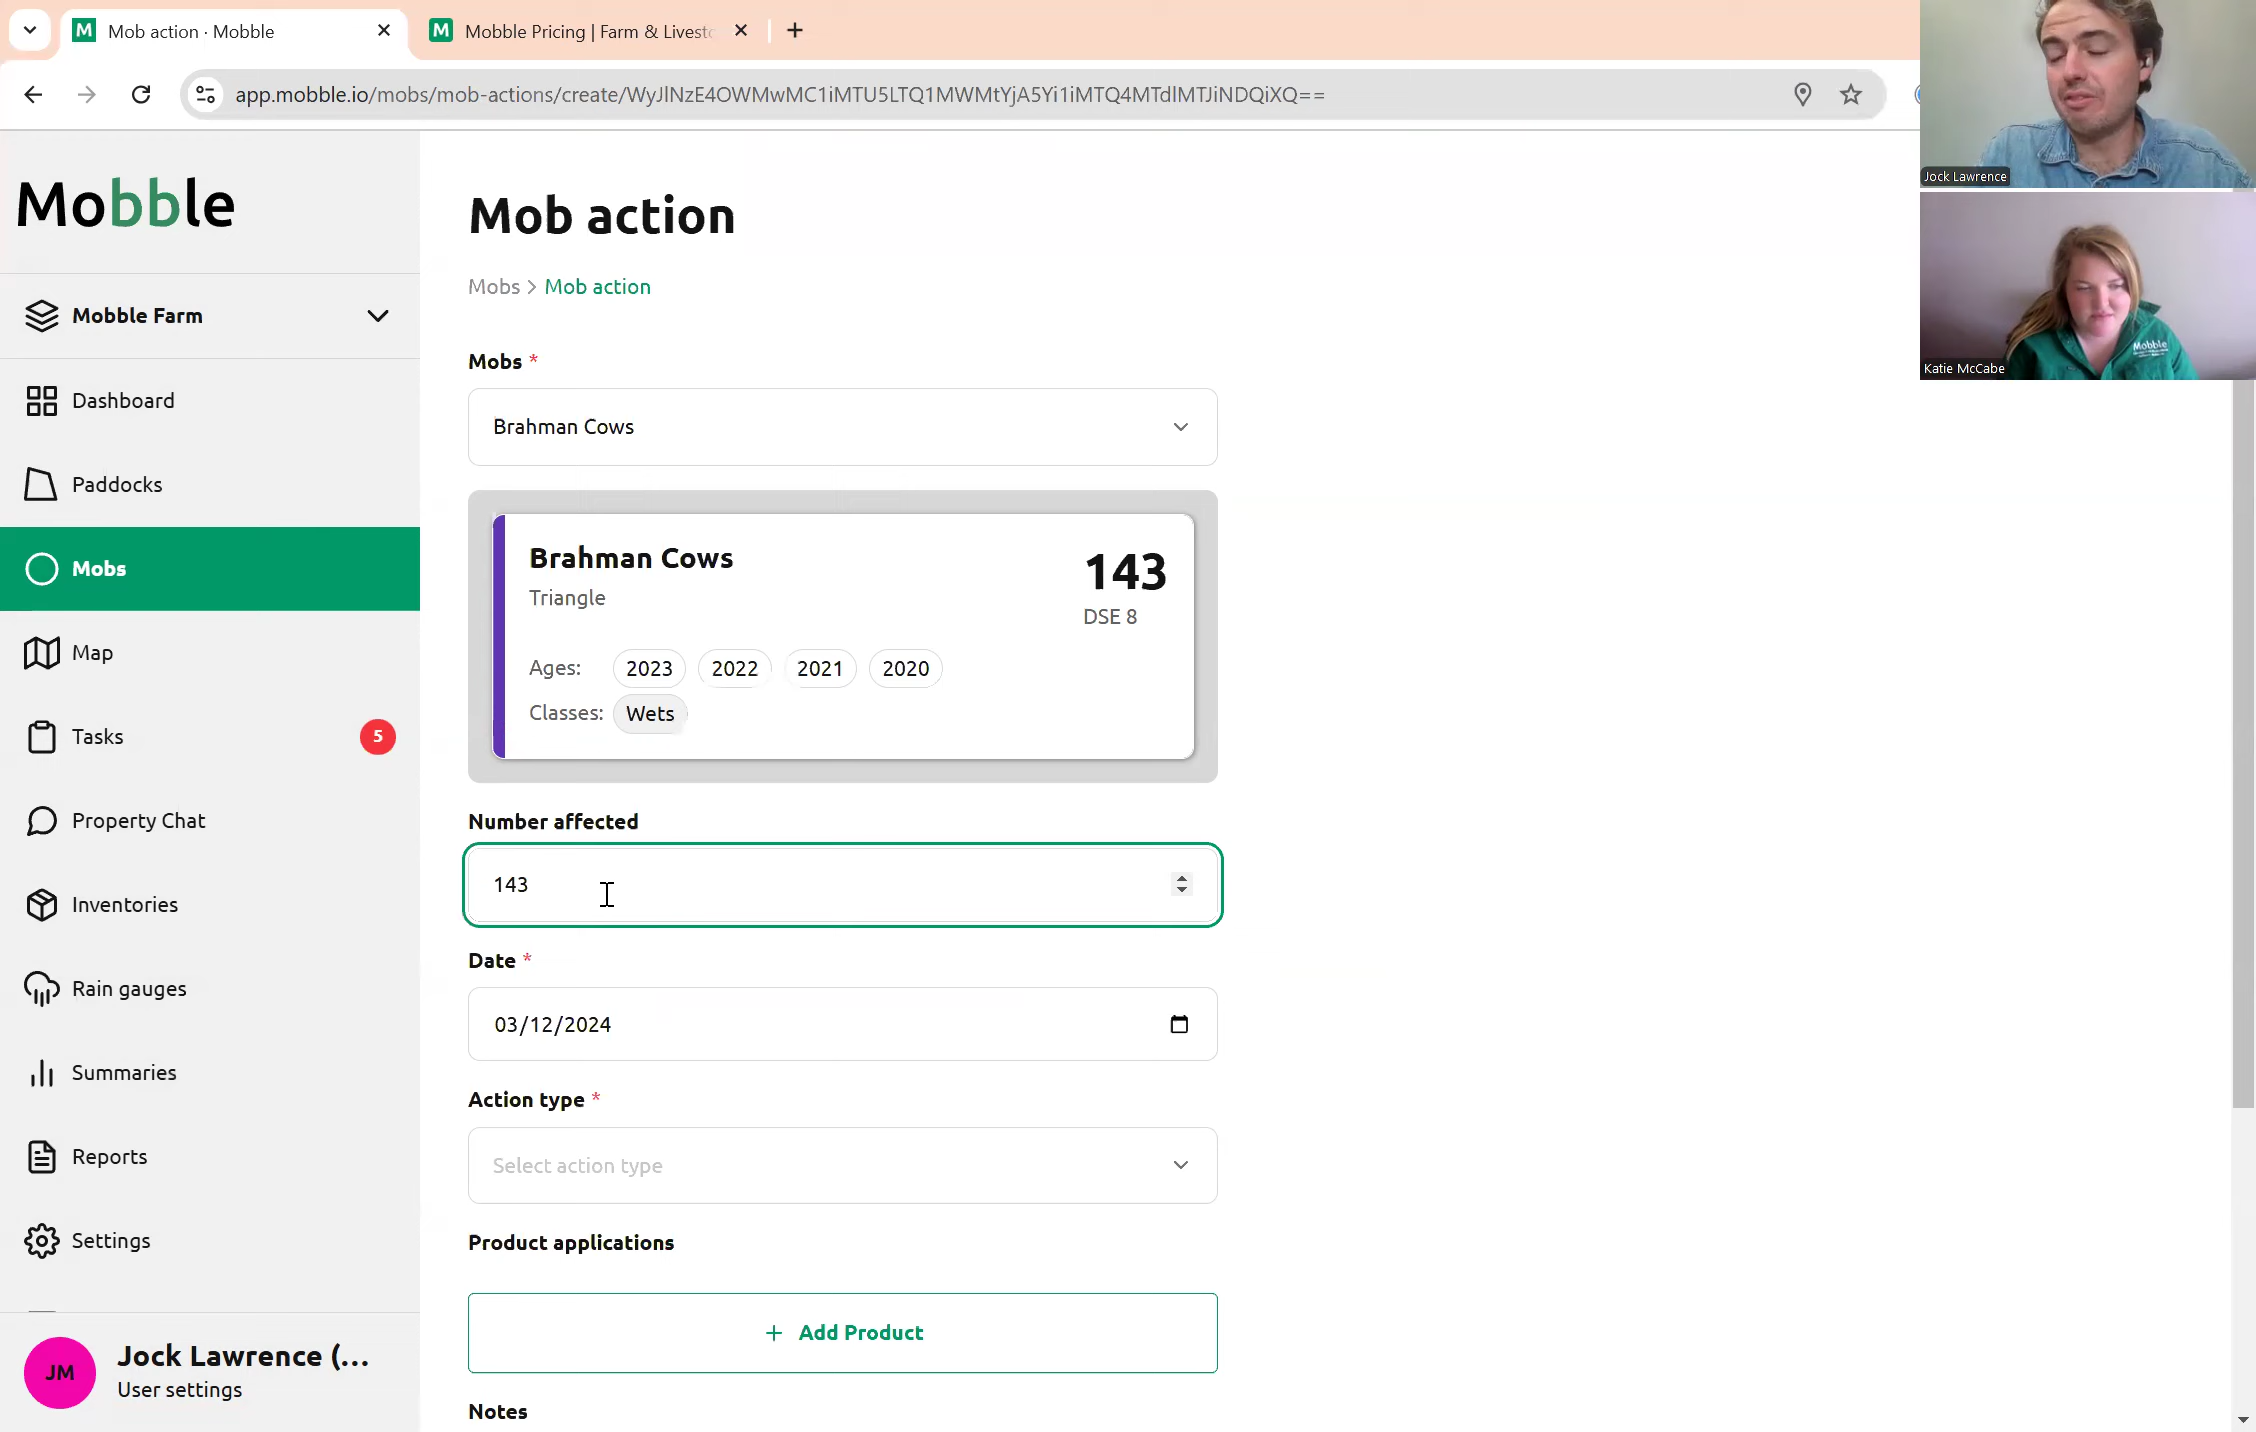 Mob action · Mobble
Mobble Pricing | Farm & Livesto
app.mobble.io/mobs/mob-actions/create/WyJlNzE4OWMwMC1iMTU5LTQ1MWMtYjA5Yi1iMTQ4MTdlMTJiNDQiXQ==
Jock Lawrence
Mobble
Katie McCabe
Mobble
Mobble Farm
Dashboard
Paddocks
Mobs
Map
Tasks
5
Property Chat
Inventories
Rain gauges
Summaries
Reports
Settings
JM
Jock Lawrence (...
User settings
Mob action
Mobs > Mob action
Mobs *
Brahman Cows
Brahman Cows
143
Triangle
DSE 8
Ages: 2023 2022 2021 2020
Classes: Wets
Number affected
143
Date *
03/12/2024
Action type *
Select action type
Product applications
+ Add Product
Notes